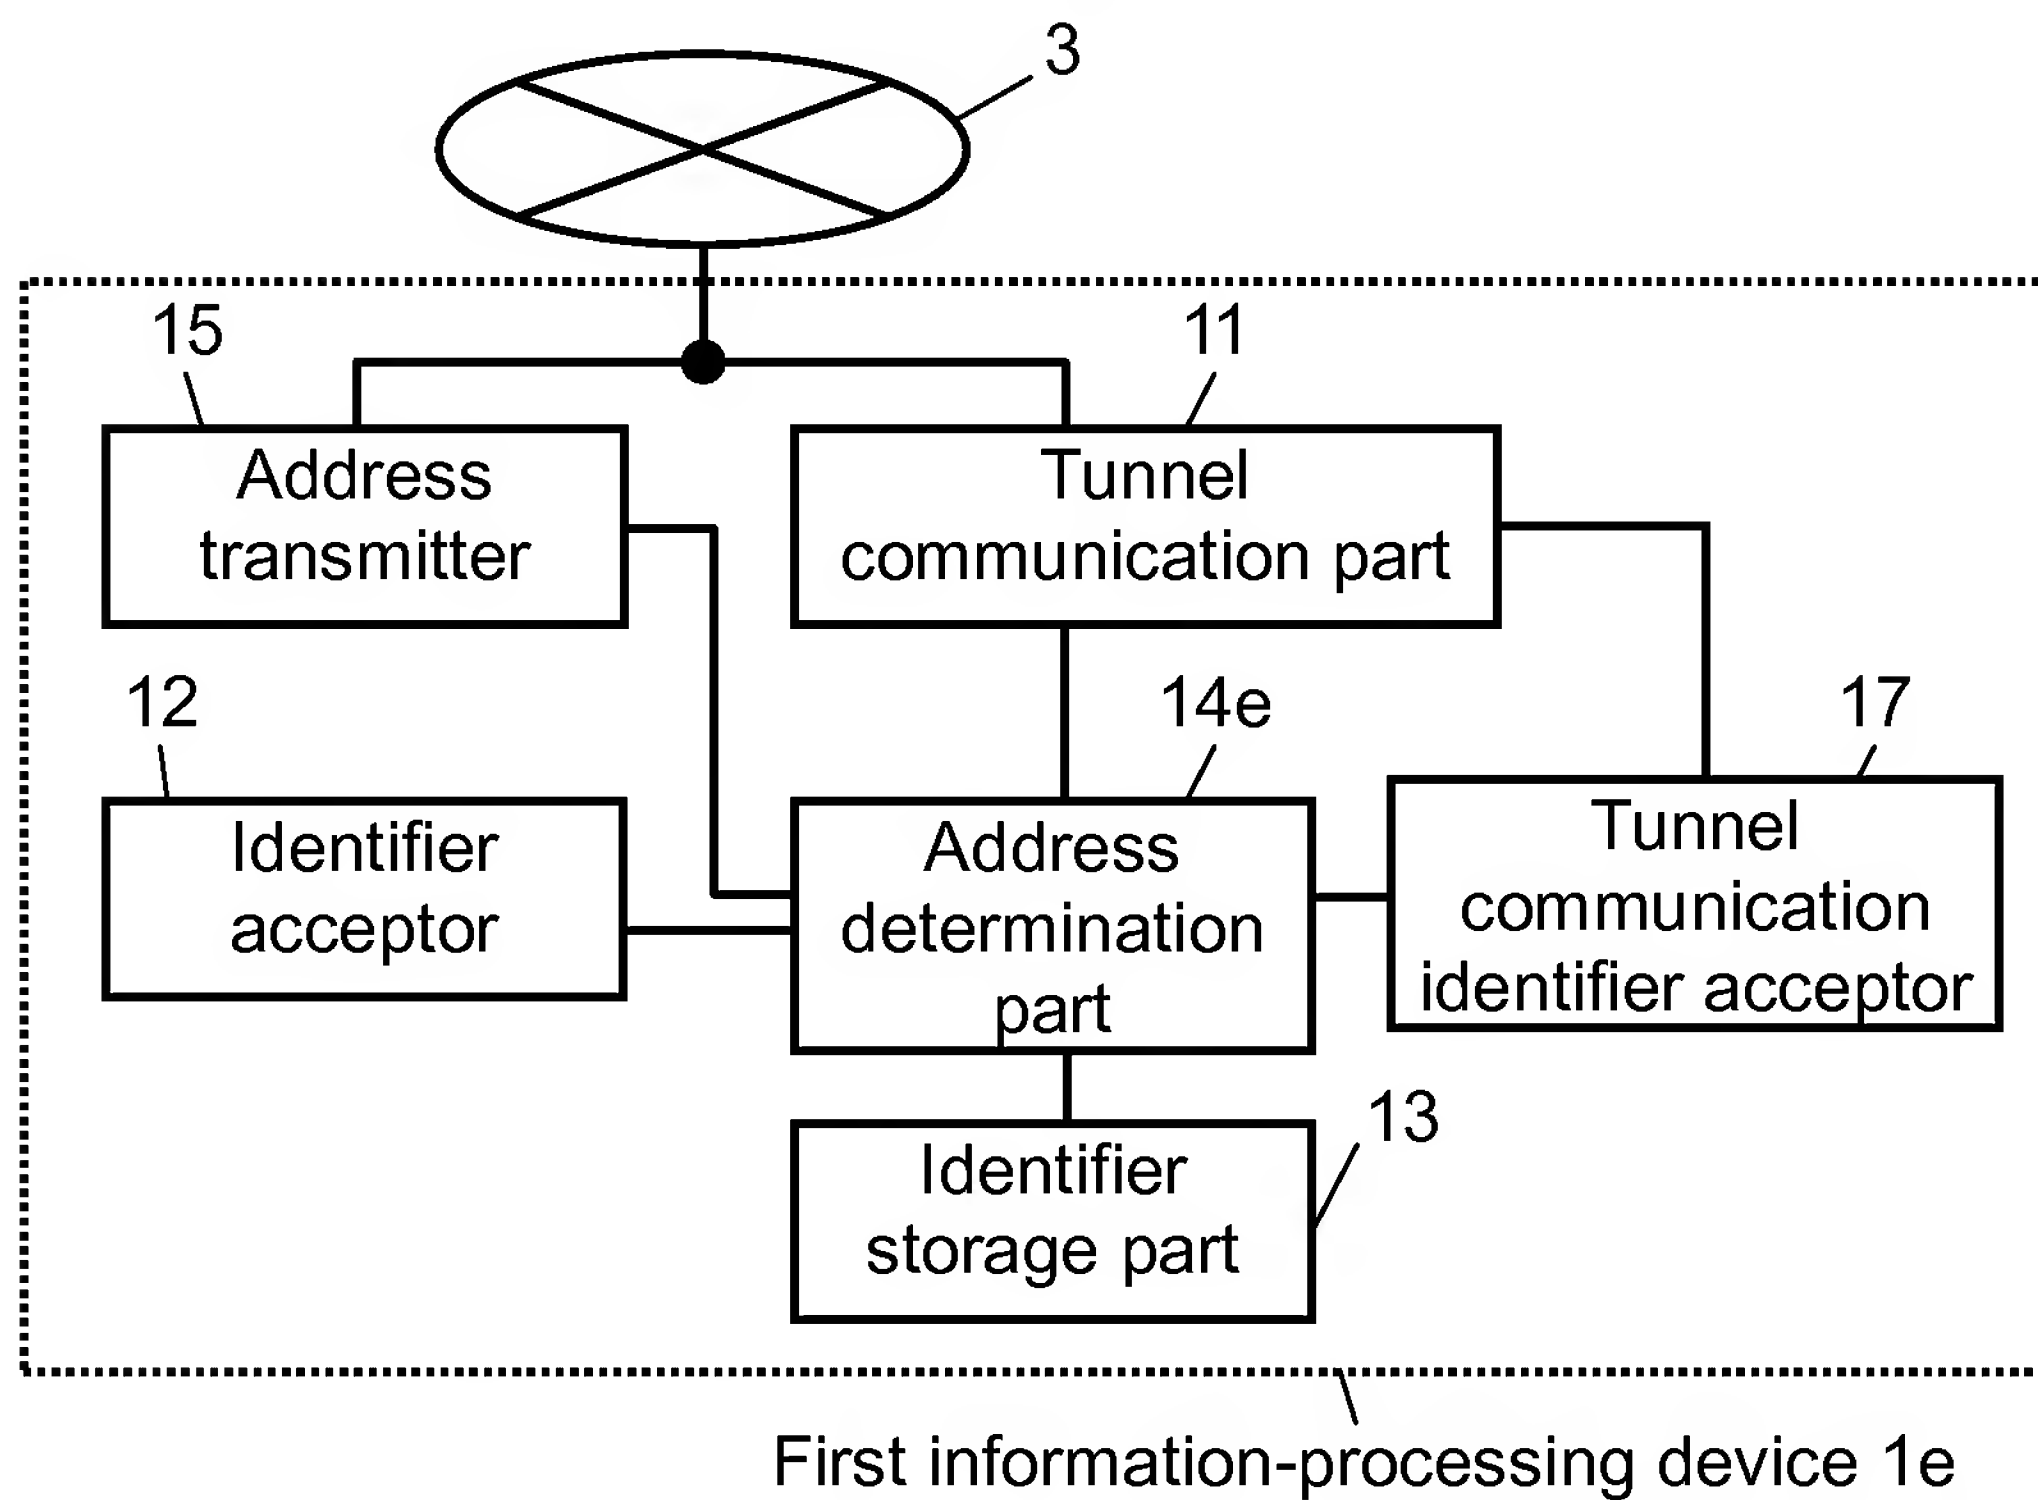 3
15
11
Address
transmitter
Tunnel
communication part
12
14e
17
Identifier
acceptor
Address
determination
part
Tunnel
communication
identifier acceptor
13
Identifier
storage part
First information-processing device 1e